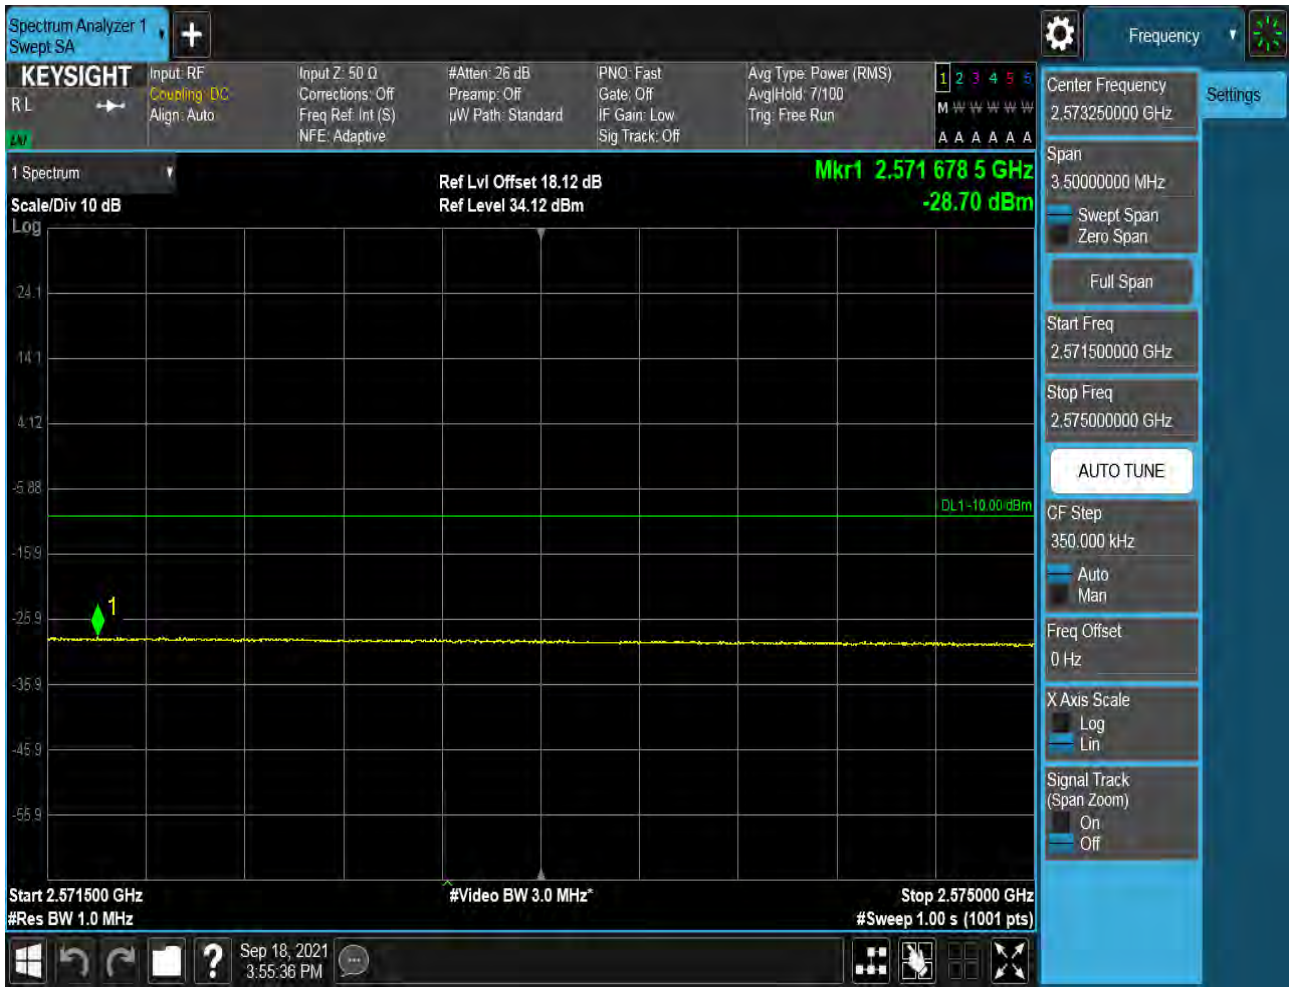 Spectrum Analyzer 1
Swept SA
Frequency
KEYSIGHT
R L
Input: RF
Coupling: DC
Align: Auto
Input Z: 50 Ω
Corrections: Off
Freq Ref: Int (S)
NFE: Adaptive
#Atten: 26 dB
Preamp: Off
µW Path: Standard
PNO: Fast
Gate: Off
IF Gain: Low
Sig Track: Off
Avg Type: Power (RMS)
Avg|Hold: 7/100
Trig: Free Run
1 2 3 4 5 6
M W W W W W
A A A A A A
1 Spectrum
Scale/Div 10 dB
Log
Ref Lvl Offset 18.12 dB
Ref Level 34.12 dBm
Mkr1 2.571 678 5 GHz
-28.70 dBm
24.1
14.1
4.12
-5.88
-15.9
-25.9
-35.9
-45.9
-55.9
DL1 -10.00 dBm
1
Start 2.571500 GHz
#Res BW 1.0 MHz
#Video BW 3.0 MHz*
Stop 2.575000 GHz
#Sweep 1.00 s (1001 pts)
Center Frequency
2.573250000 GHz
Settings
Span
3.50000000 MHz
Swept Span
Zero Span
Full Span
Start Freq
2.571500000 GHz
Stop Freq
2.575000000 GHz
AUTO TUNE
CF Step
350.000 kHz
Auto
Man
Freq Offset
0 Hz
X Axis Scale
Log
Lin
Signal Track
(Span Zoom)
On
Off
?
Sep 18, 2021
3:55:36 PM